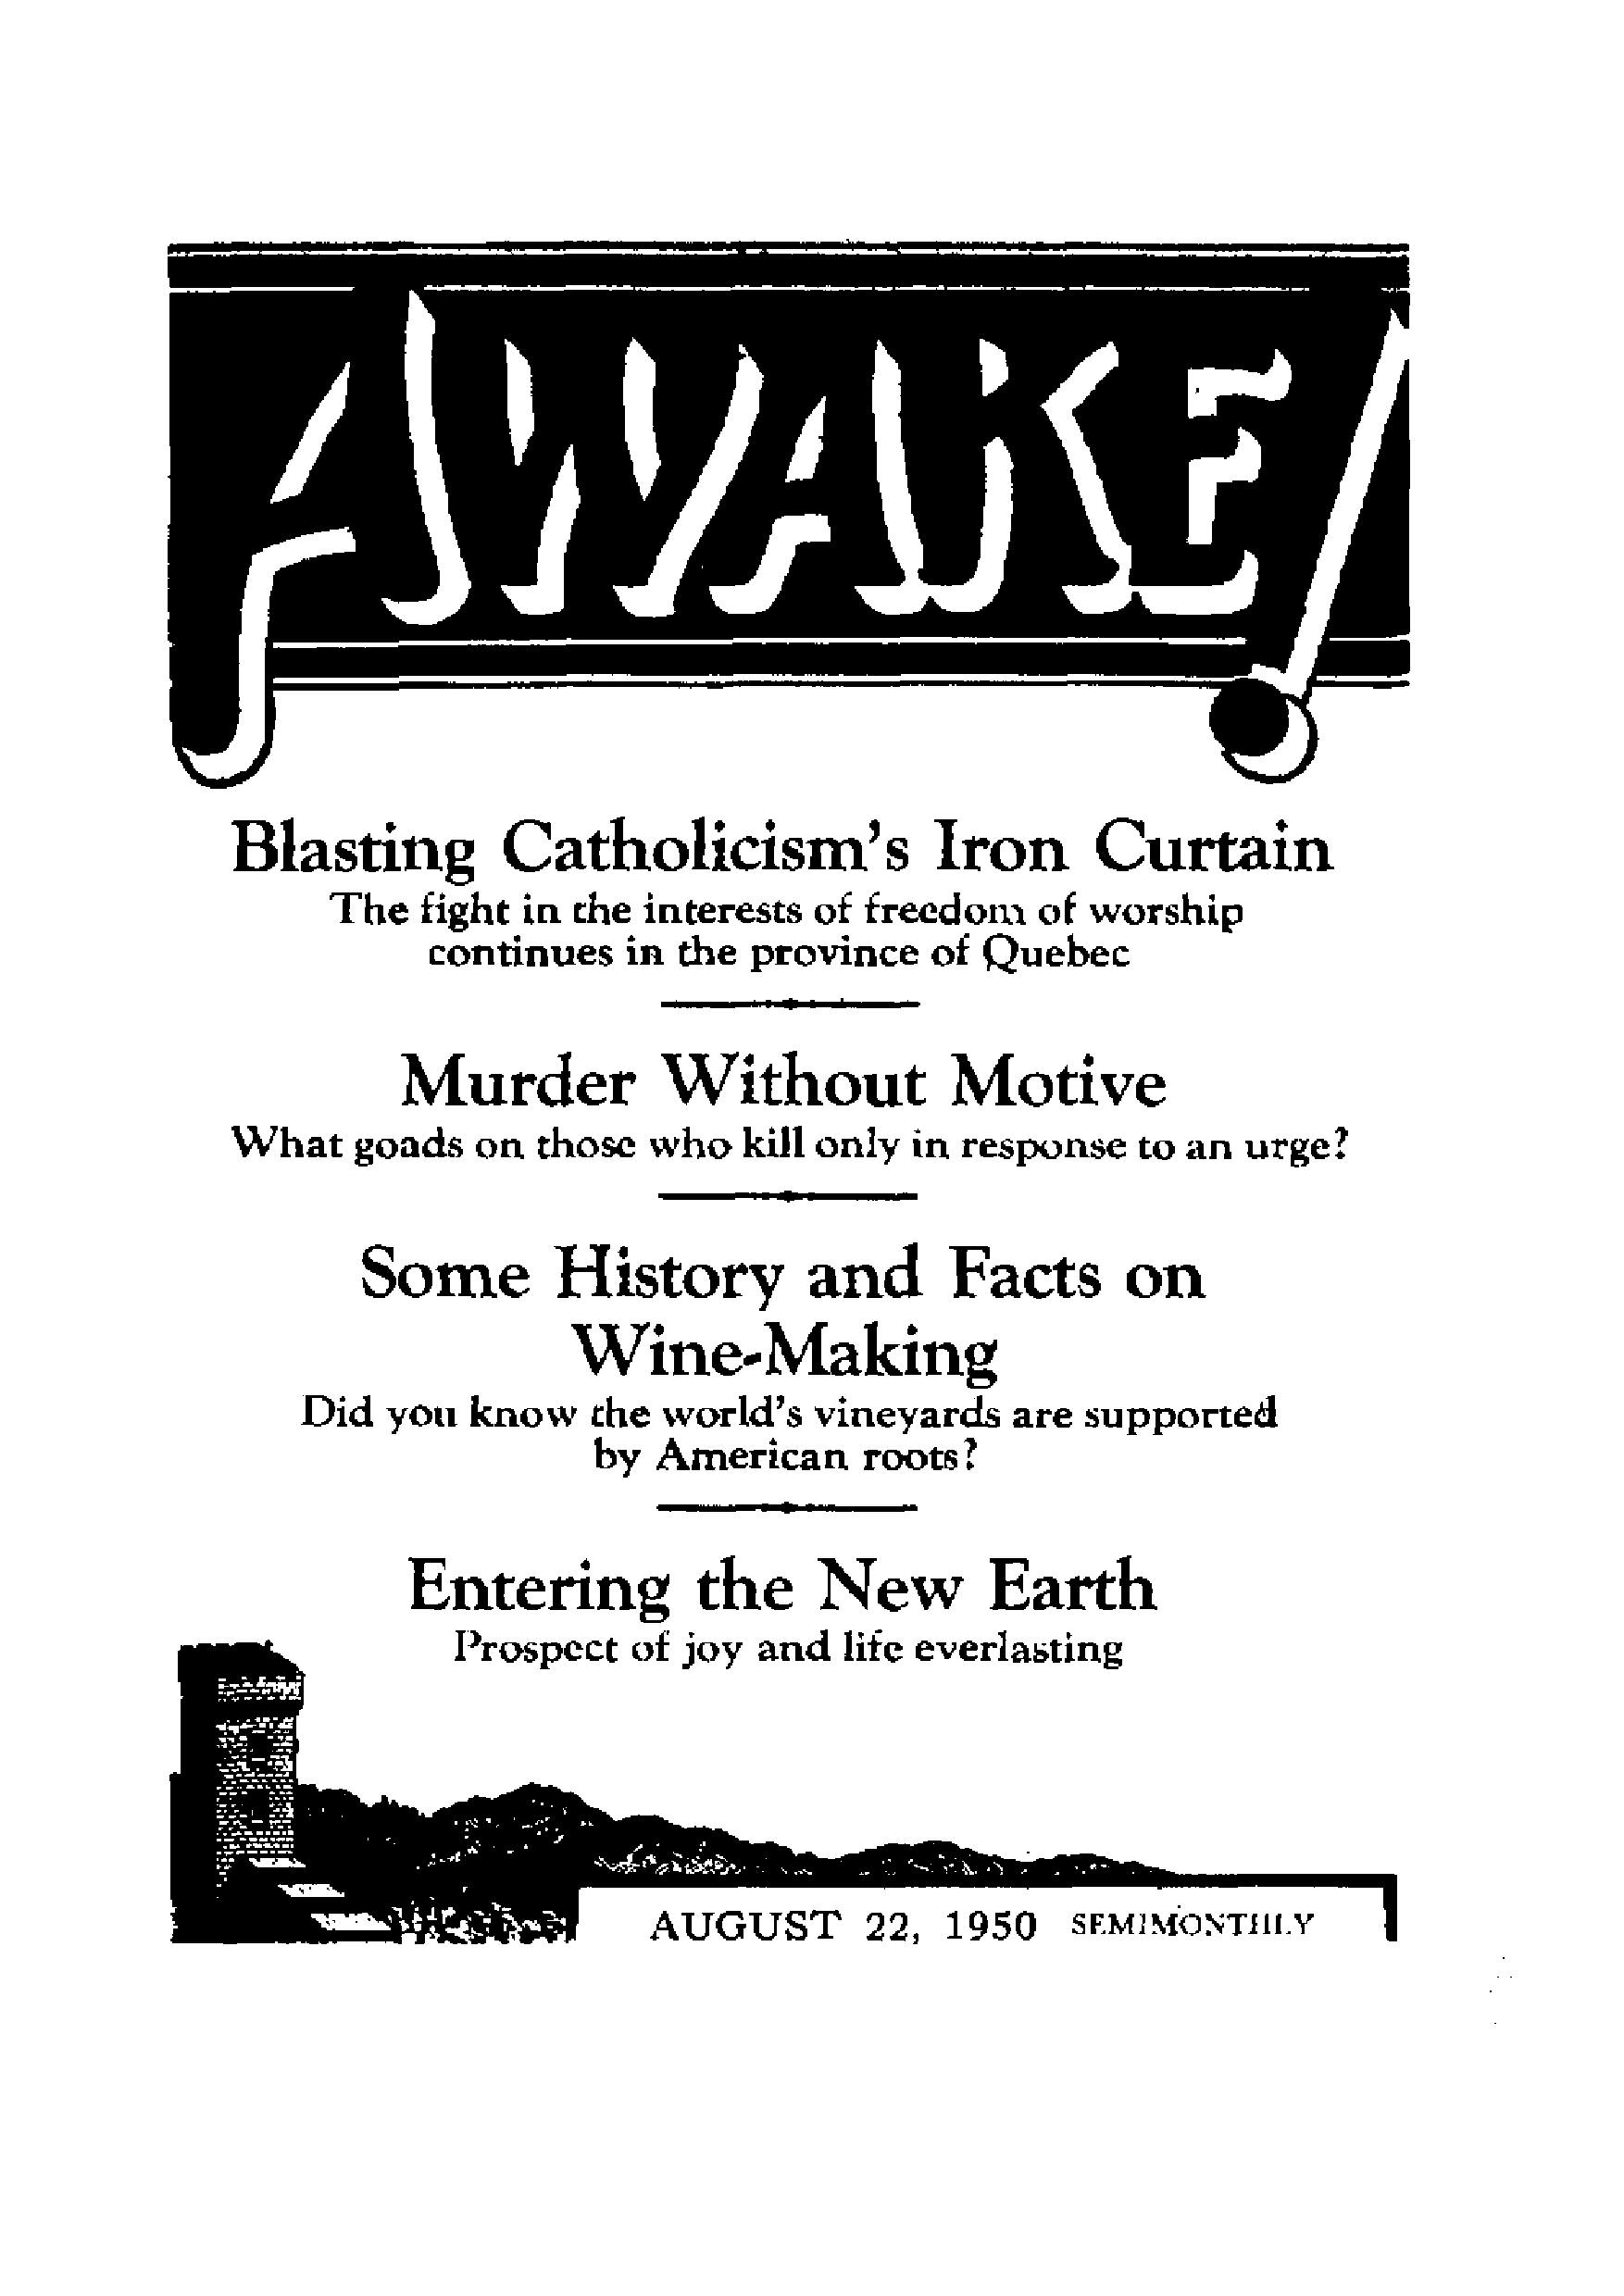 AWAKE!
Blasting Catholicism's Iron Curtain
The fight in the interests of freedom of worship
continues in the province of Quebec
Murder Without Motive
What goads on those who kill only in response to an urge?
Some History and Facts on
Wine-Making
Did you know the world's vineyards are supported
by American roots?
Entering the New Earth
Prospect of joy and life everlasting
AUGUST 22, 1950 SEMIMONTHLY